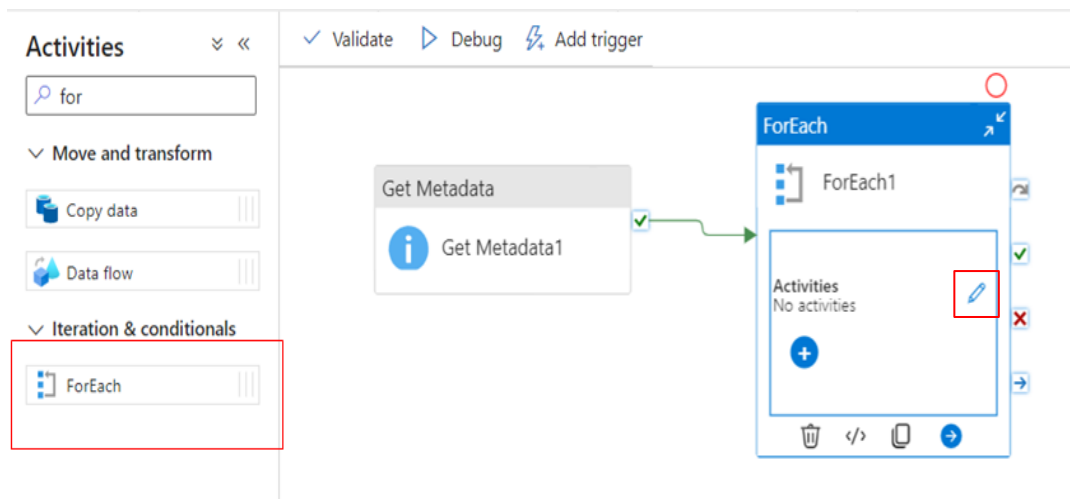 Activities
for
Move and transform
Copy data
Data flow
Iteration & conditionals
ForEach
Validate
Debug
Add trigger
Get Metadata
Get Metadata1
ForEach
ForEach1
Activities
No activities